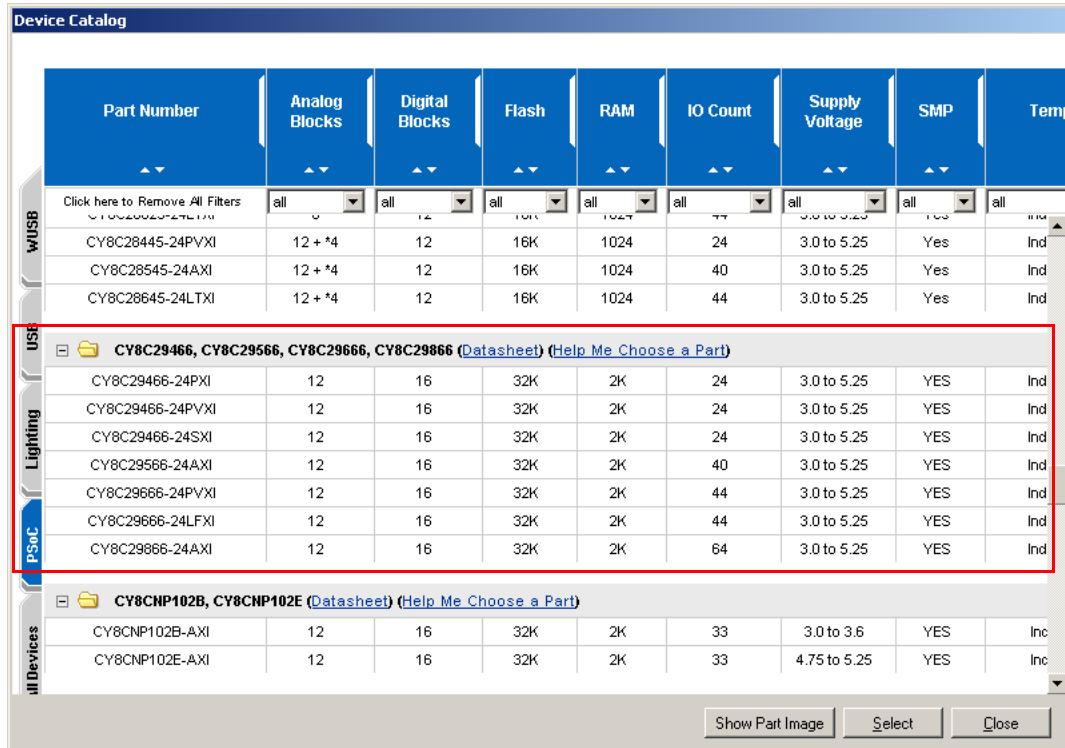 Device Catalog
Part Number Analog Blocks Digital Blocks Flash RAM IO Count Supply Voltage SMP
Click here to Remove All Filters all all all all all all all all
CY8C28445-24PVXI 12 + *4 12 16K 1024 24 3.0 to 5.25 Yes Ind
CY8C28545-24AXI 12 + *4 12 16K 1024 40 3.0 to 5.25 Yes Ind
CY8C28645-24LTXI 12 + *4 12 16K 1024 44 3.0 to 5.25 Yes Ind
CY8C29466, CY8C29566, CY8C29666, CY8C29866 (Datasheet) (Help Me Choose a Part)
CY8C29466-24PXI 12 16 32K 2K 24 3.0 to 5.25 YES Ind
CY8C29466-24PVXI 12 16 32K 2K 24 3.0 to 5.25 YES Ind
CY8C29466-24SXI 12 16 32K 2K 24 3.0 to 5.25 YES Ind
CY8C29566-24AXI 12 16 32K 2K 40 3.0 to 5.25 YES Ind
CY8C29666-24PVXI 12 16 32K 2K 44 3.0 to 5.25 YES Ind
CY8C29666-24LFXI 12 16 32K 2K 44 3.0 to 5.25 YES Ind
CY8C29866-24AXI 12 16 32K 2K 64 3.0 to 5.25 YES Ind
CY8CNP102B, CY8CNP102E (Datasheet) (Help Me Choose a Part)
CY8CNP102B-AXI 12 16 32K 2K 33 3.0 to 3.6 YES Inc
CY8CNP102E-AXI 12 16 32K 2K 33 4.75 to 5.25 YES Inc
WUSB
USB
Lighting
PSoC
ll Devices
Show Part Image Select Close